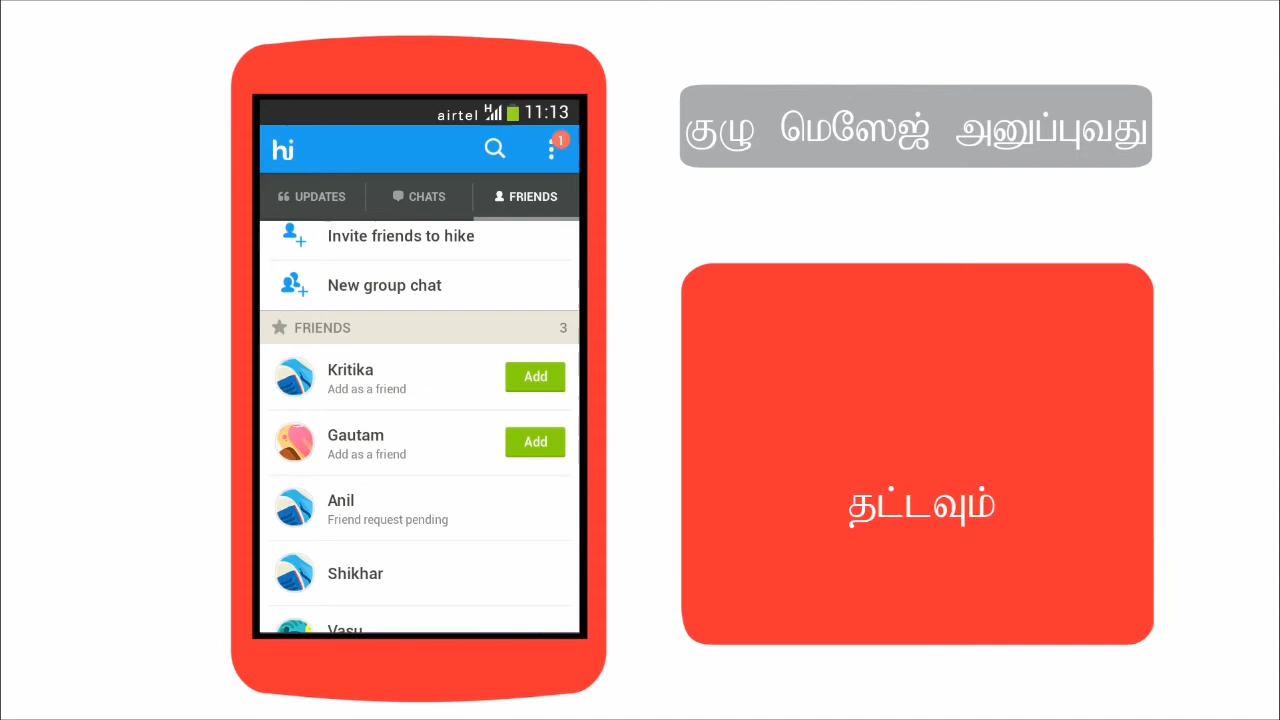 airtel H 11:13
hi 1
UPDATES CHATS FRIENDS
Invite friends to hike
New group chat
FRIENDS 3
Kritika
Add as a friend
Add
Gautam
Add as a friend
Add
Anil
Friend request pending
Shikhar
Vasu
குழு மெஸேஜ் அனுப்புவது
தட்டவும்